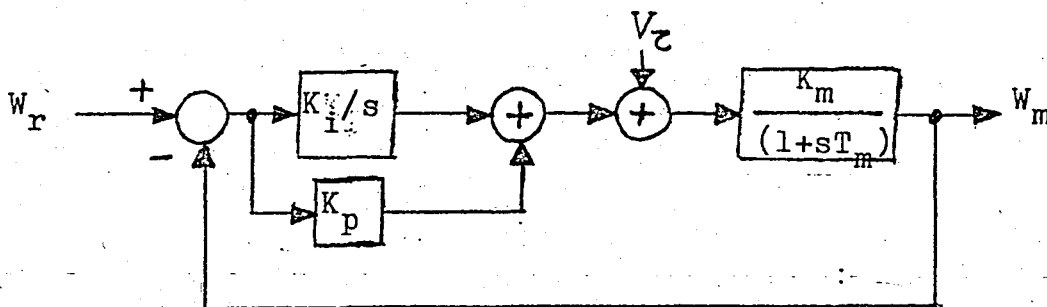 V_τ
W_r
+
-
K_i/s
+
+
K_m
(1+sT_m)
W_m
K_p